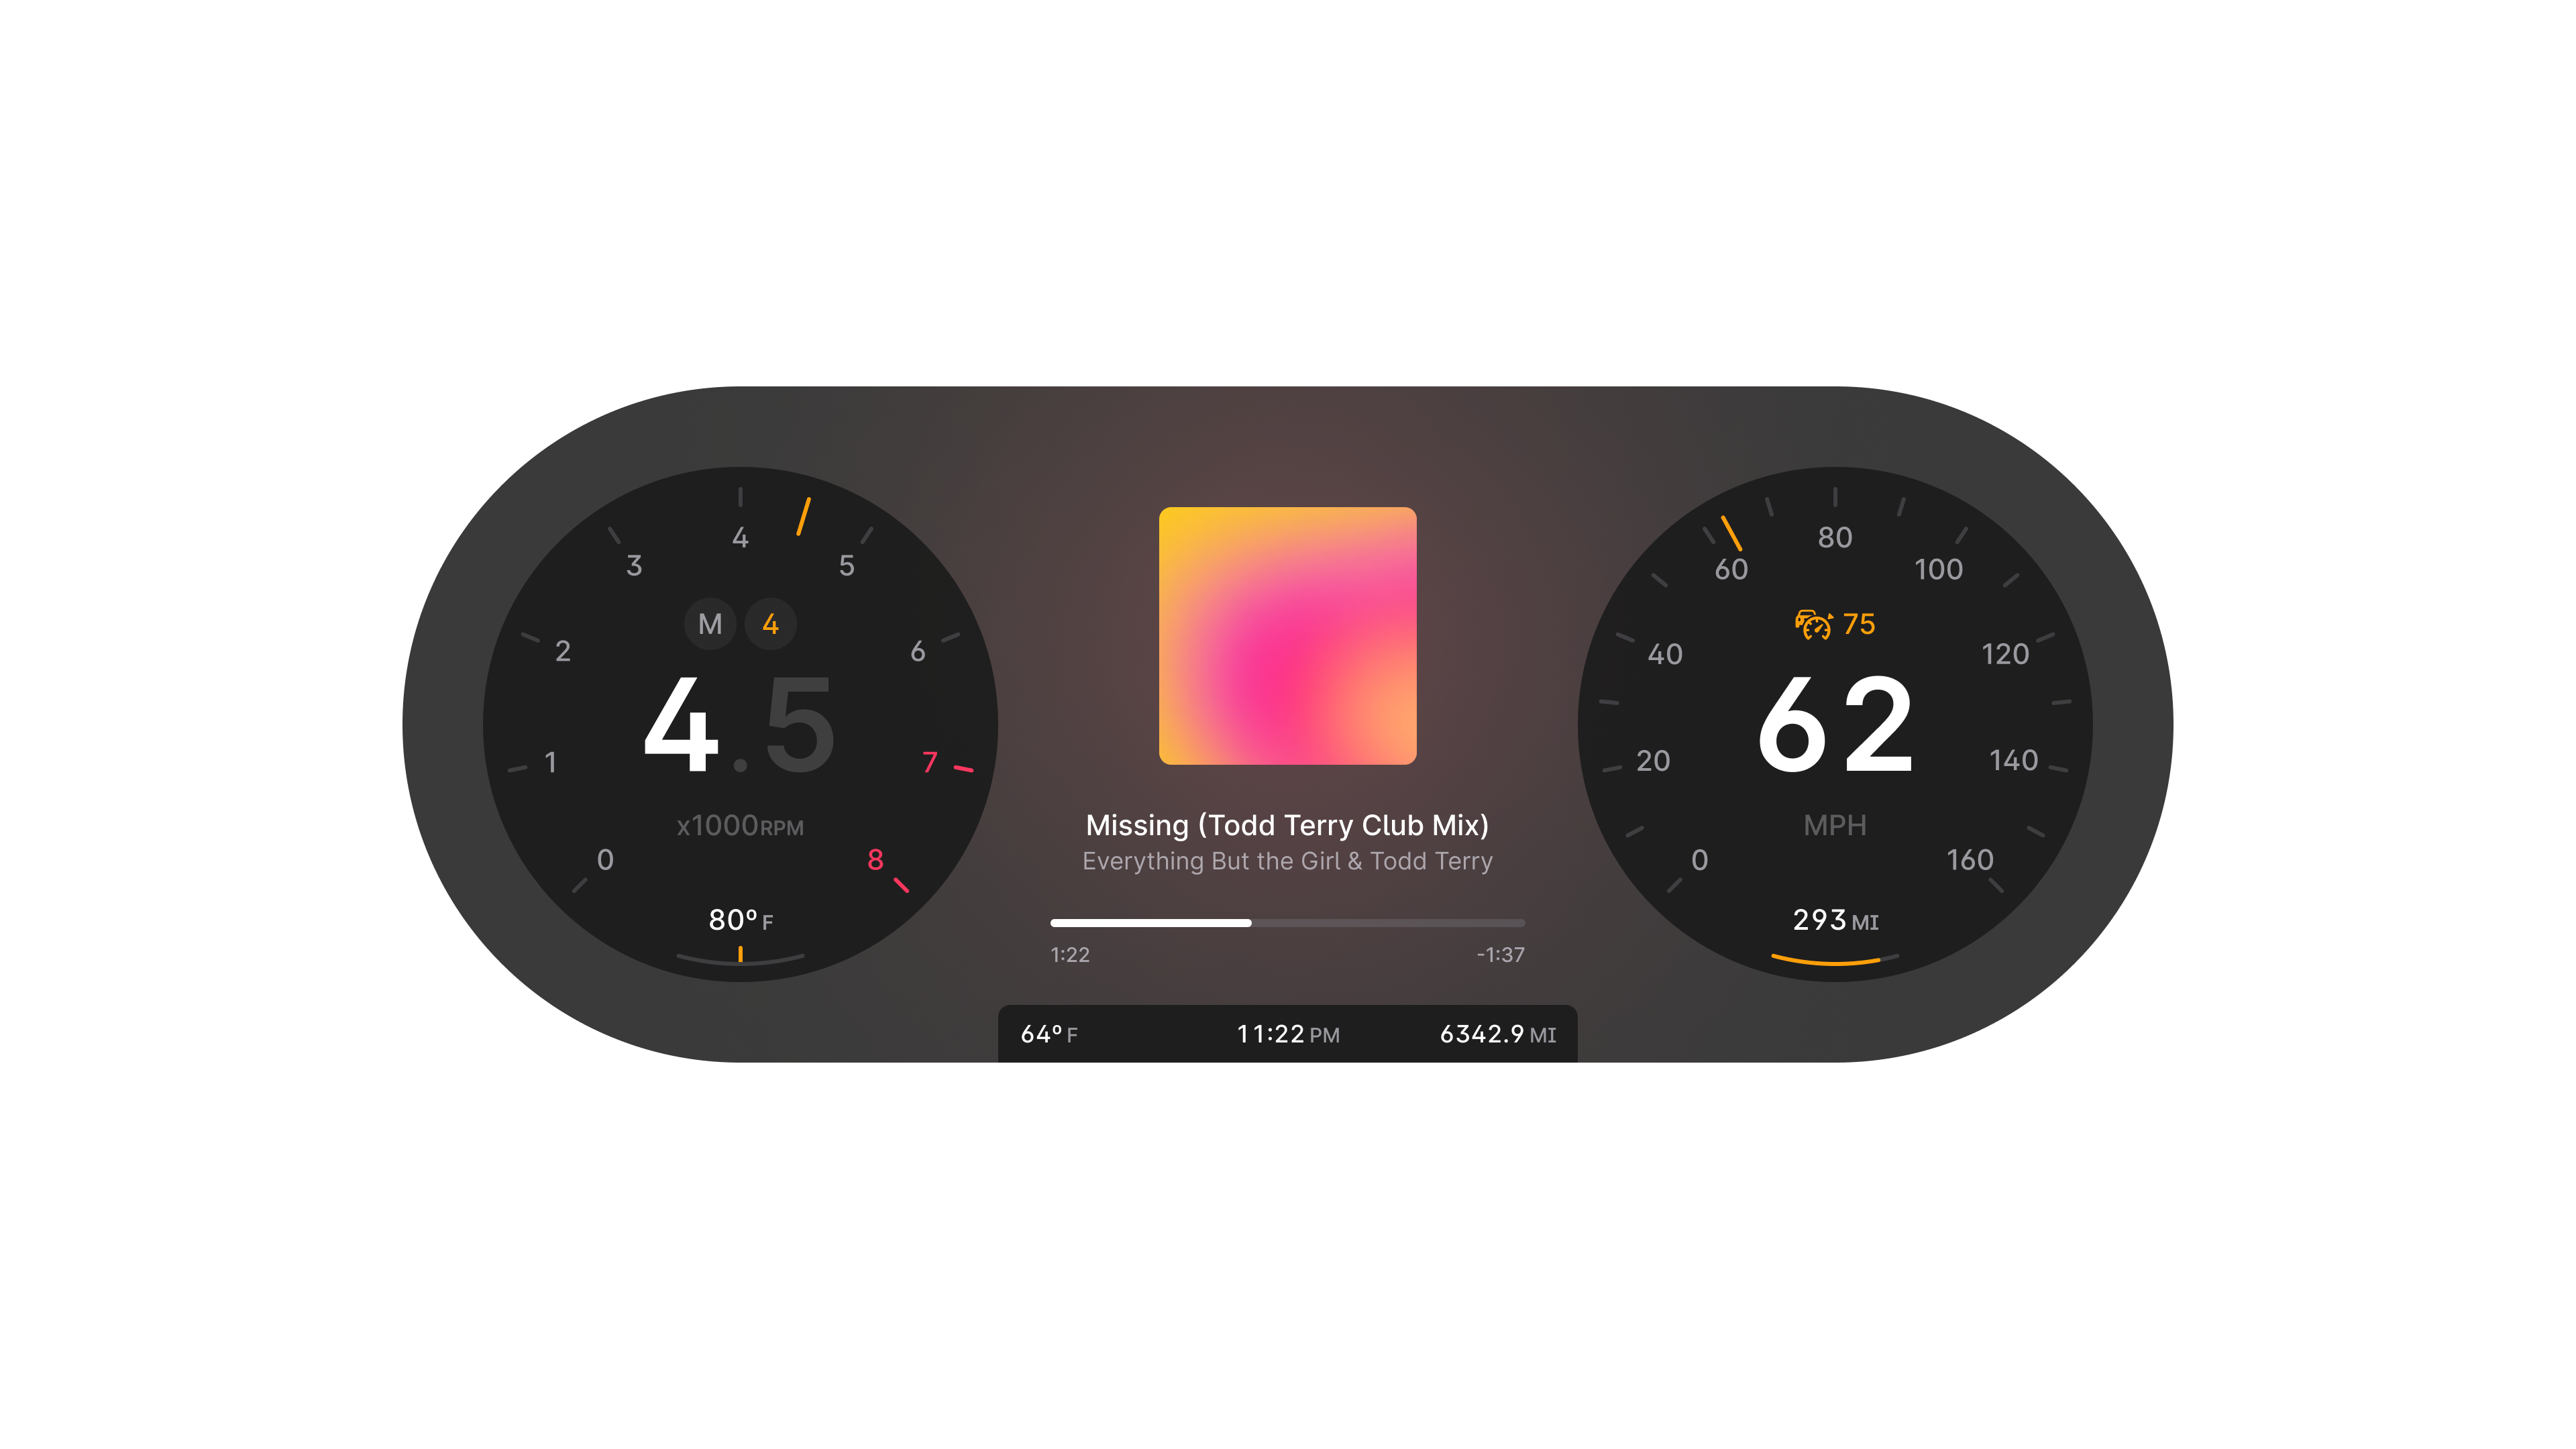 0
1
2
3
4
5
6
7
8
M 4
4.5
x1000RPM
80º F
Missing (Todd Terry Club Mix)
Everything But the Girl & Todd Terry
1:22 -1:37
64º F 11:22 PM 6342.9 MI
0
20
40
60
80
100
120
140
160
75
62
MPH
293 MI